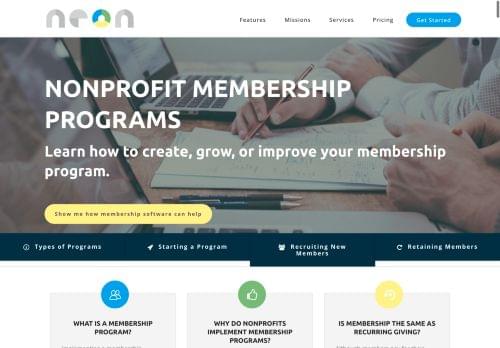 neon
Features Missions Services Pricing Get Started
NONPROFIT MEMBERSHIP
PROGRAMS
Learn how to create, grow, or improve your membership
program.
Show me how membership software can help
Types of Programs Starting a Program Recruiting New Members Retaining Members
WHAT IS A MEMBERSHIP
PROGRAM?
WHY DO NONPROFITS
IMPLEMENT MEMBERSHIP
PROGRAMS?
IS MEMBERSHIP THE SAME AS
RECURRING GIVING?